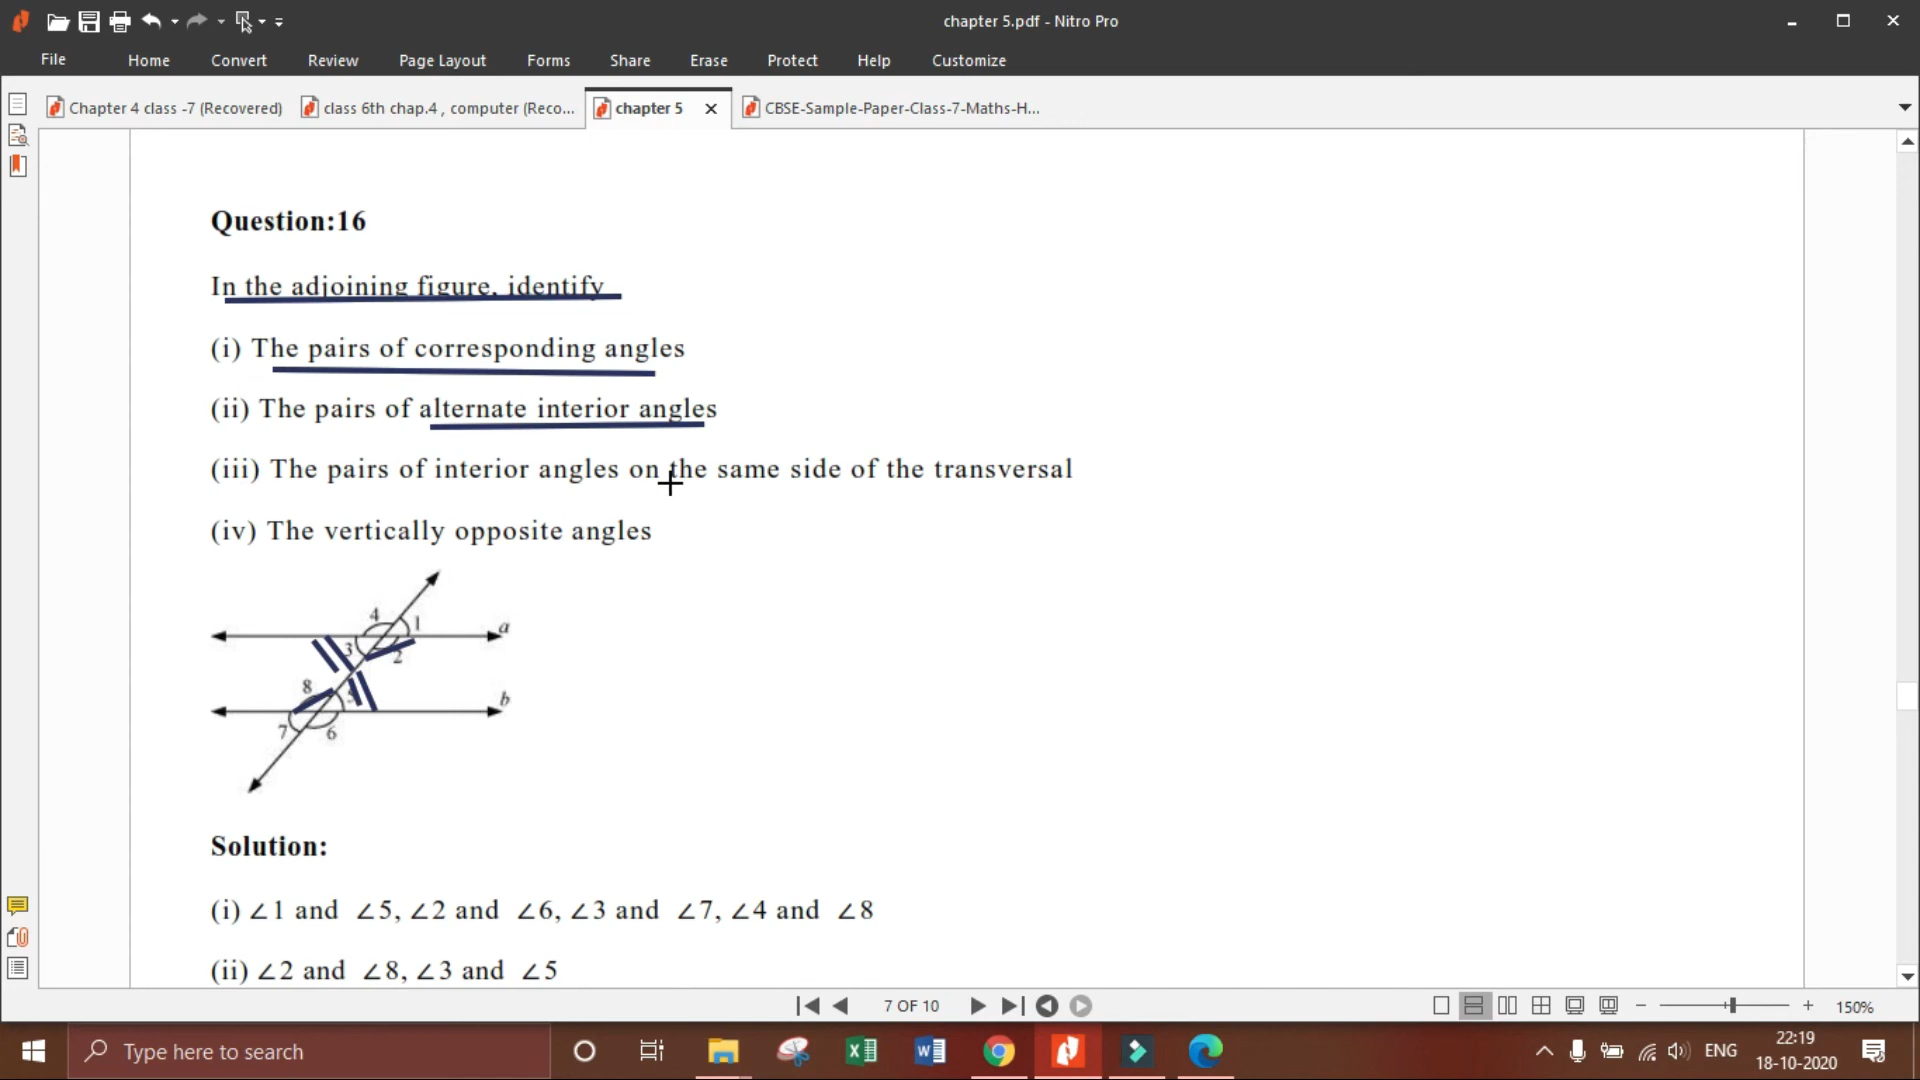 chapter 5.pdf - Nitro Pro
File Home Convert Review Page Layout Forms Share Erase Protect Help Customize
Chapter 4 class -7 (Recovered) class 6th chap.4 , computer (Reco... chapter 5 CBSE-Sample-Paper-Class-7-Maths-H...
Question:16
In the adjoining figure, identify
(i) The pairs of corresponding angles
(ii) The pairs of alternate interior angles
(iii) The pairs of interior angles on the same side of the transversal
(iv) The vertically opposite angles
4 1 a
3 2
8 b
7 6
Solution:
(i) ∠1 and ∠5, ∠2 and ∠6, ∠3 and ∠7, ∠4 and ∠8
(ii) ∠2 and ∠8, ∠3 and ∠5
7 OF 10
150%
Type here to search
ENG
22:19
18-10-2020